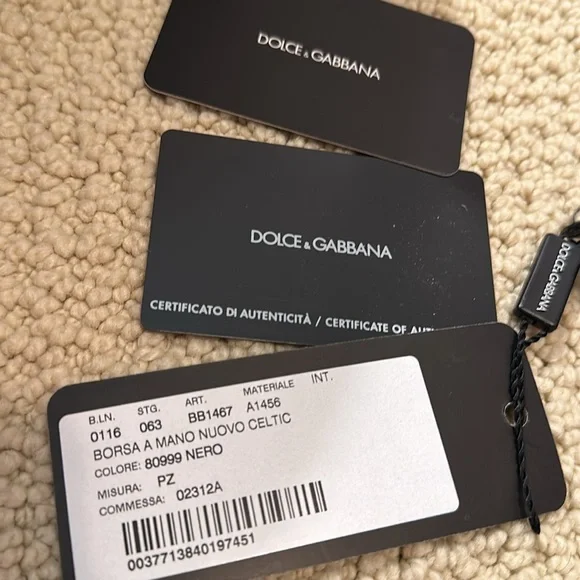 DOLCE & GABBANA
DOLCE & GABBANA
CERTIFICATO DI AUTENTICITÀ / CERTIFICATE OF
DOLCE&GABBANA
B.LN. STG. ART. MATERIALE INT.
0116 063 BB1467 A1456
BORSA A MANO NUOVO CELTIC
COLORE: 80999 NERO
MISURA: PZ
COMMESSA: 02312A
0037713840197451